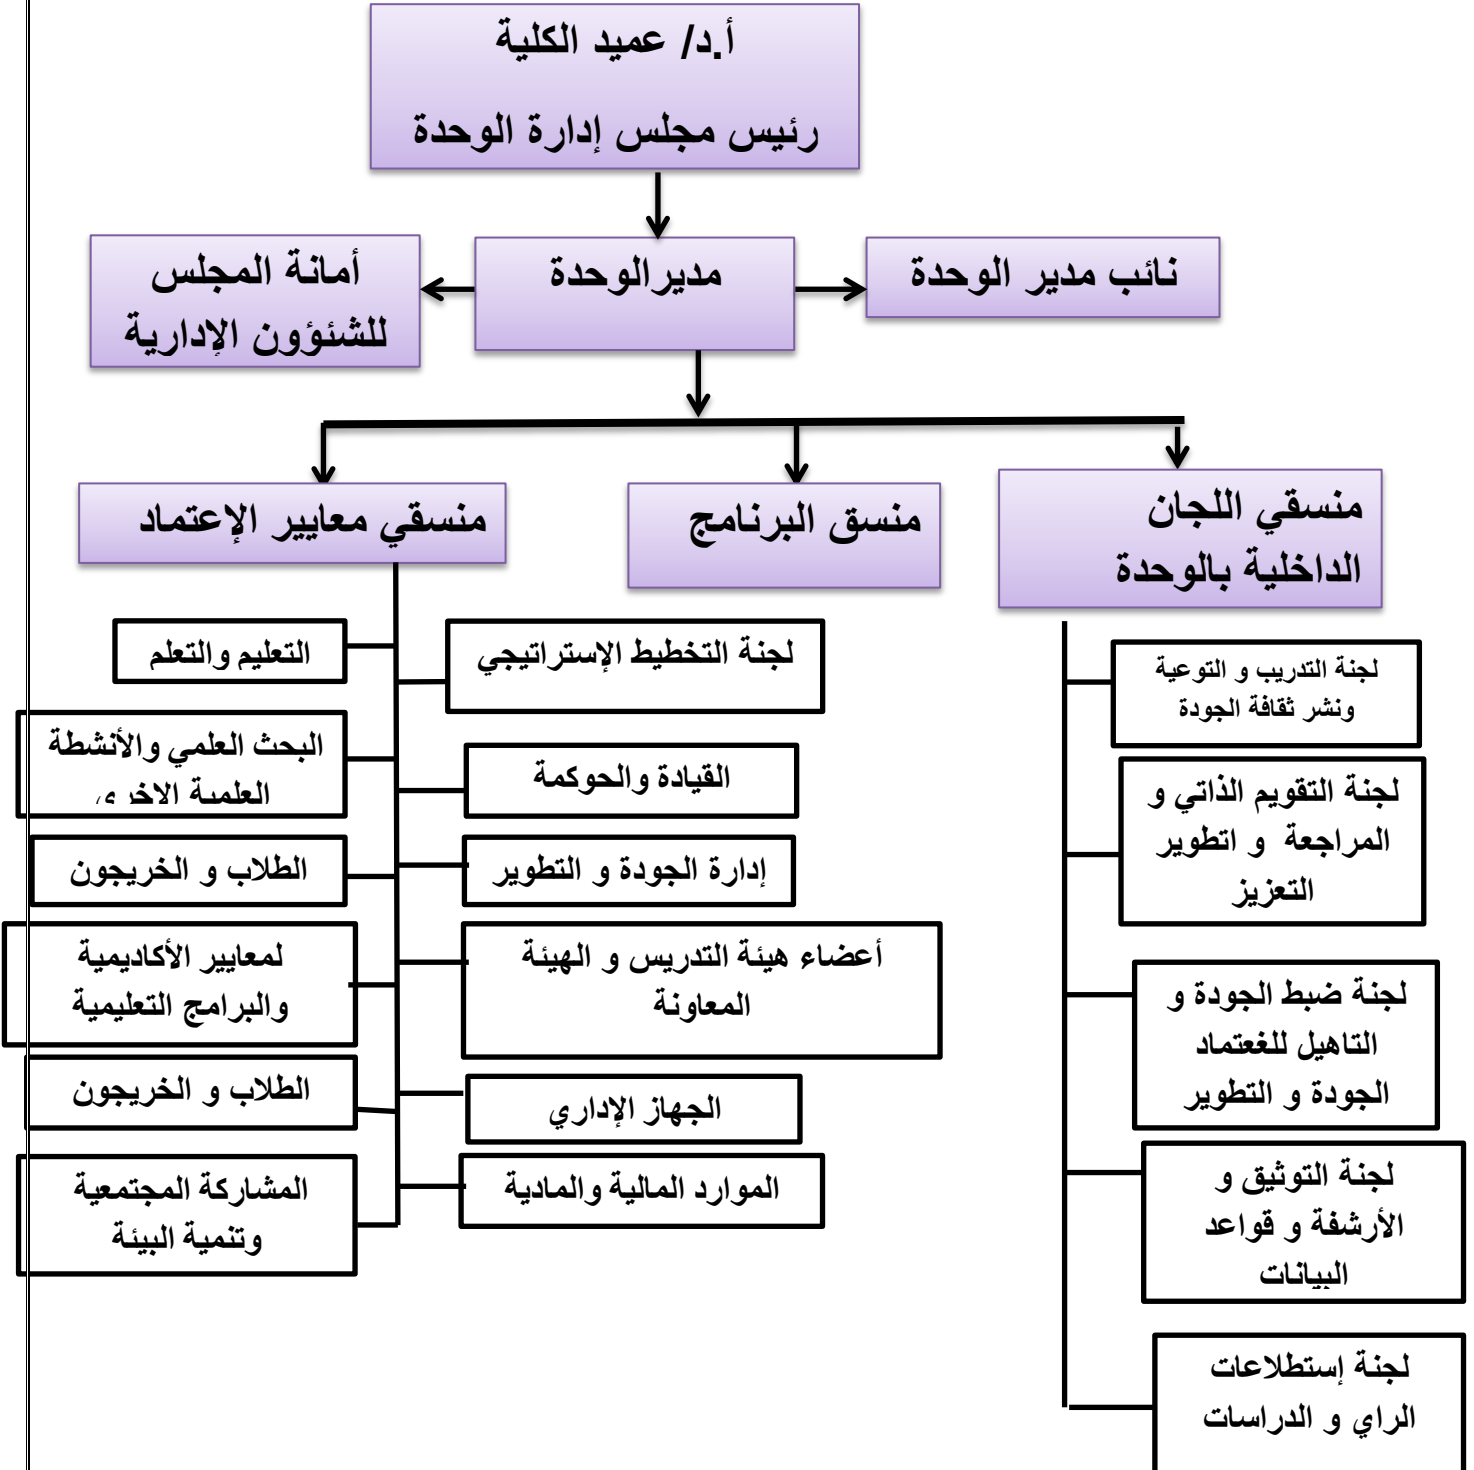 أ.د/ عميد الكلية
رئيس مجلس إدارة الوحدة
نائب مدير الوحدة
مديرالوحدة
أمانة المجلس
للشئؤون الإدارية
منسقي اللجان
الداخلية بالوحدة
منسق البرنامج
منسقي معايير الإعتماد
لجنة التدريب و التوعية
ونشر ثقافة الجودة
لجنة التقويم الذاتي و
المراجعة و اتطوير
التعزيز
لجنة ضبط الجودة و
التاهيل للغعتماد
الجودة و التطوير
لجنة التوثيق و
الأرشفة و قواعد
البيانات
لجنة إستطلاعات
الراي و الدراسات
لجنة التخطيط الإستراتيجي
القيادة والحوكمة
إدارة الجودة و التطوير
أعضاء هيئة التدريس و الهيئة
المعاونة
الجهاز الإداري
الموارد المالية والمادية
التعليم والتعلم
البحث العلمي والأنشطة
العلمية الاخرى
الطلاب و الخريجون
لمعايير الأكاديمية
والبرامج التعليمية
الطلاب و الخريجون
المشاركة المجتمعية
وتنمية البيئة